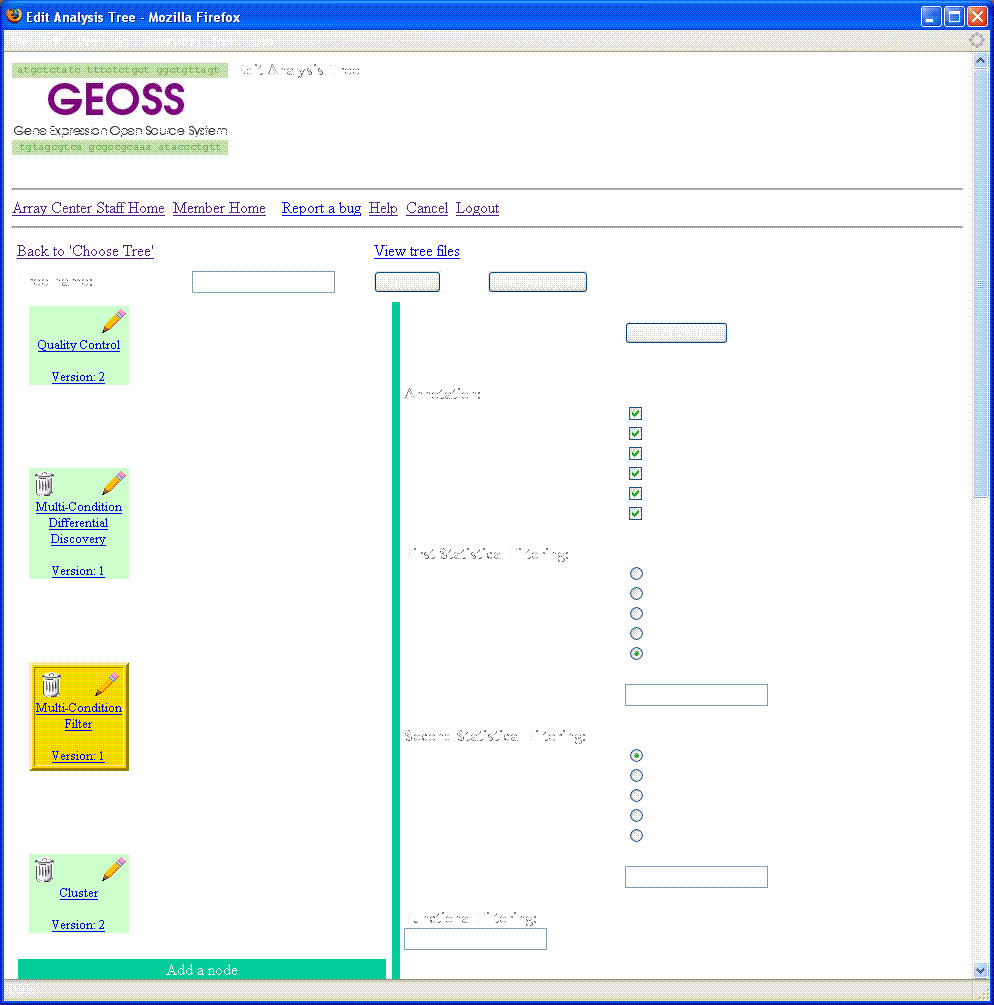 Edit Analysis Tree - Mozilla Firefox
atgctctatc tttctctgct ggctgttagt
Edit Analysis Tree
GEOSS
Gene Expression Open Source System
tgtagcgtca gcgccgcaaa ataccctgtt
Array Center Staff Home Member Home Report a bug Help Cancel Logout
Back to 'Choose Tree' View tree files
Tree name:
Quality Control
Version: 2
Annotation:
Multi-Condition
Differential
Discovery
Version: 1
First Statistical Filtering:
Multi-Condition
Filter
Version: 1
Second Statistical Filtering:
Cluster
Version: 2
Functional Filtering:
Add a node